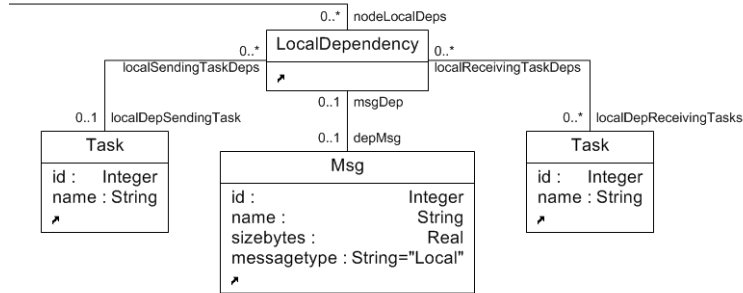 0..* nodeLocalDeps
LocalDependency
0..*
0..*
localSendingTaskDeps
localReceivingTaskDeps
0..1 msgDep
0..1 localDepSendingTask
0..* localDepReceivingTasks
0..1 depMsg
Task
id : Integer
name : String
Msg
id : Integer
name : String
sizebytes : Real
messagetype : String="Local"
Task
id : Integer
name : String